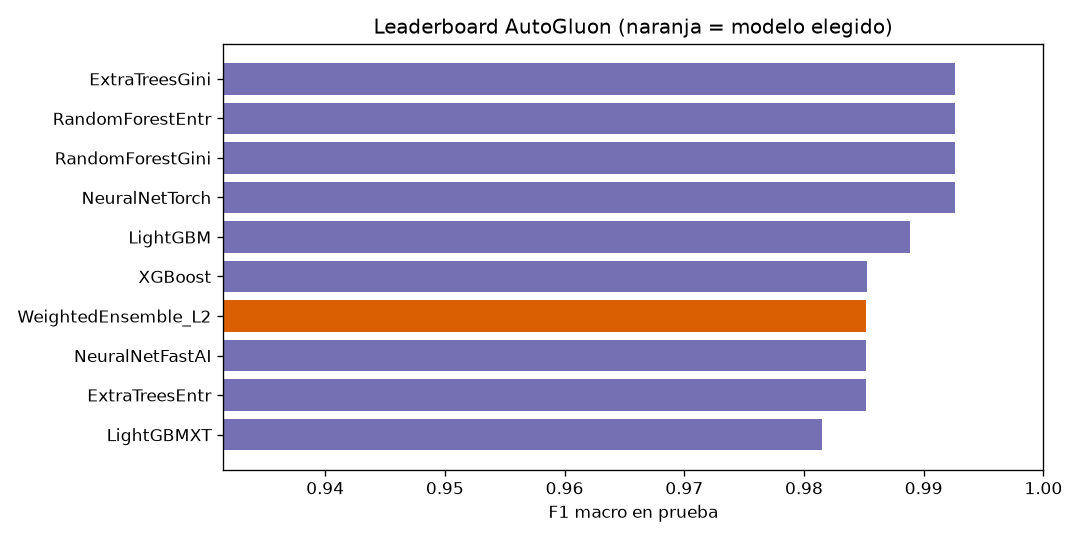 Leaderboard AutoGluon (naranja = modelo elegido)
ExtraTreesGini
RandomForestEntr
RandomForestGini
NeuralNetTorch
LightGBM
XGBoost
WeightedEnsemble_L2
NeuralNetFastAI
ExtraTreesEntr
LightGBMXT
0.94 0.95 0.96 0.97 0.98 0.99 1.00
F1 macro en prueba